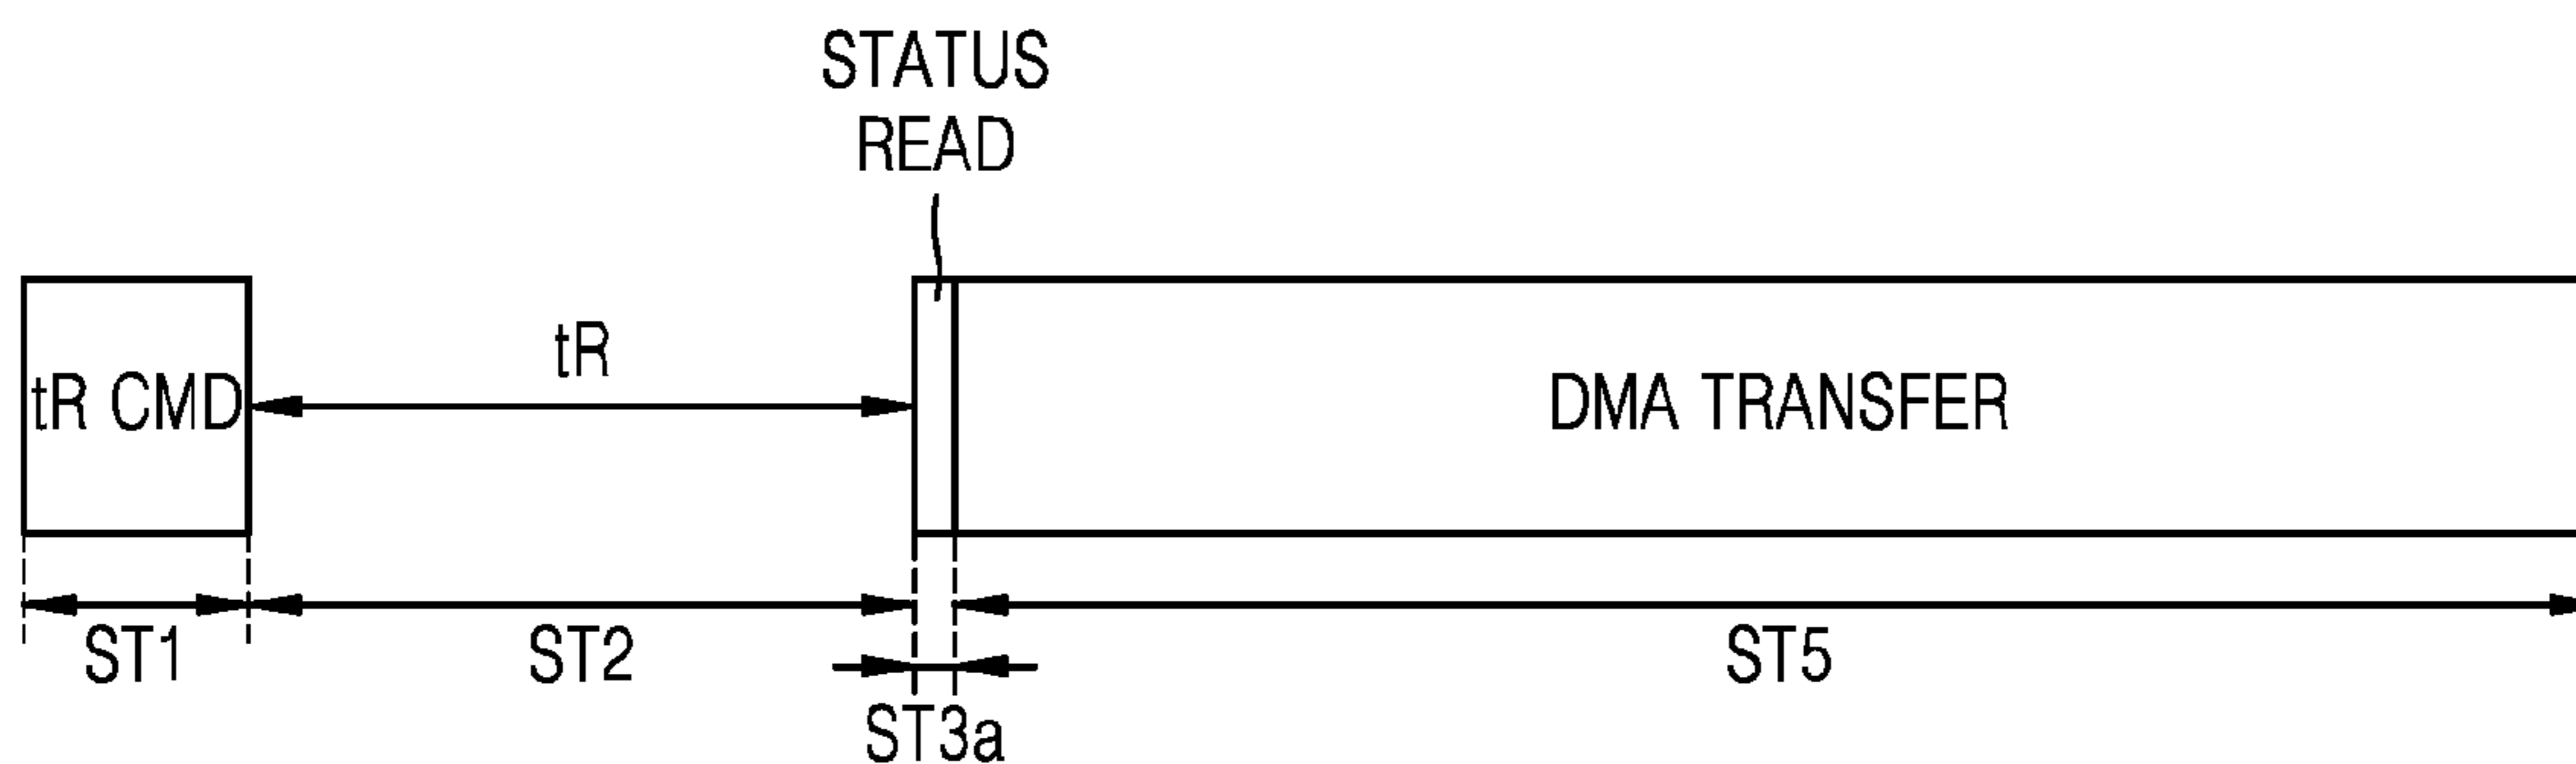 STATUS
READ
tR CMD
tR
DMA TRANSFER
ST1
ST2
ST3a
ST5